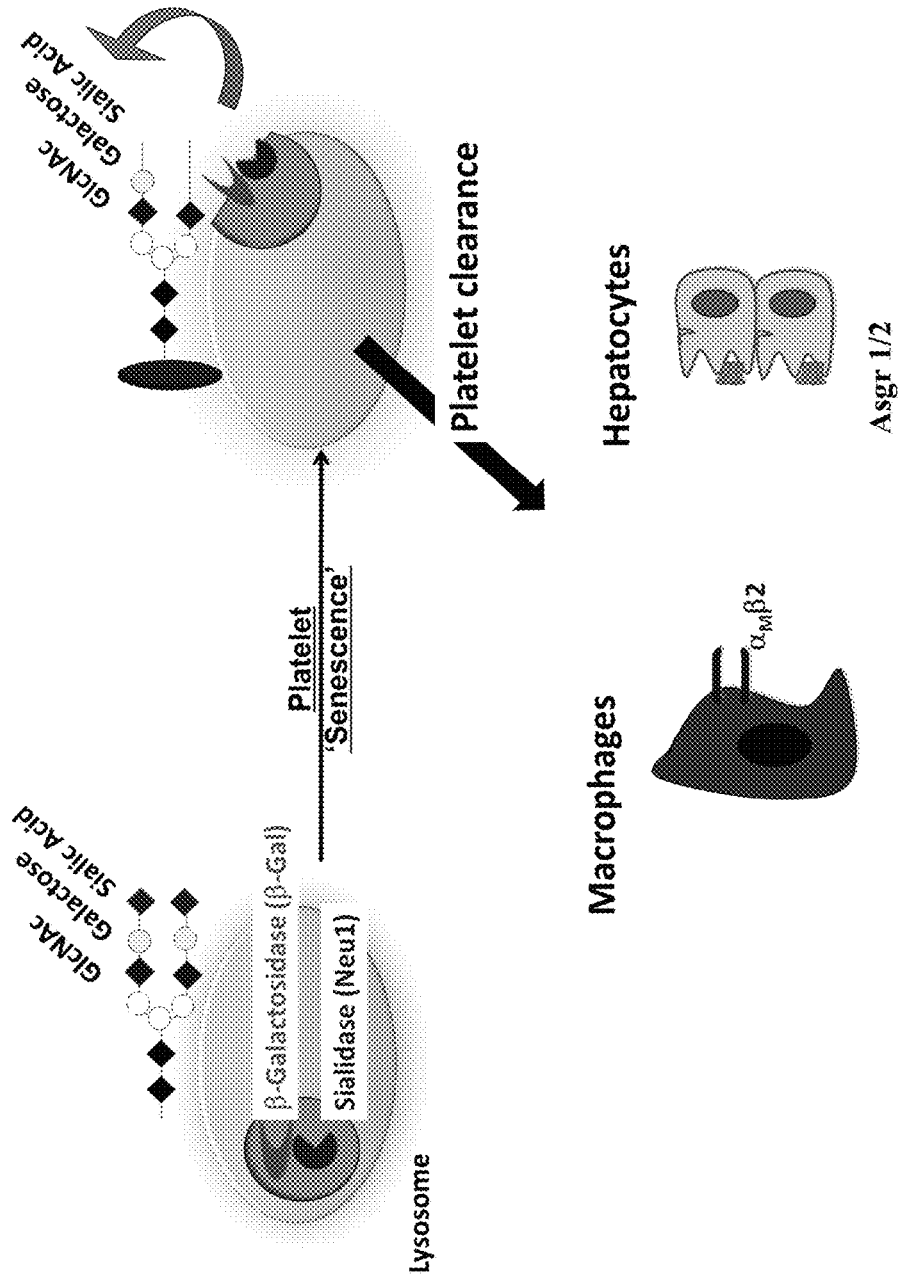 GlcNAc
Galactose
Sialic Acid
β-Galactosidase (β-Gal)
Sialidase (Neu1)
Lysosome
Platelet
‘Senescence’
GlcNAc
Galactose
Sialic Acid
Platelet clearance
Macrophages
αMβ2
Hepatocytes
Asgr 1/2